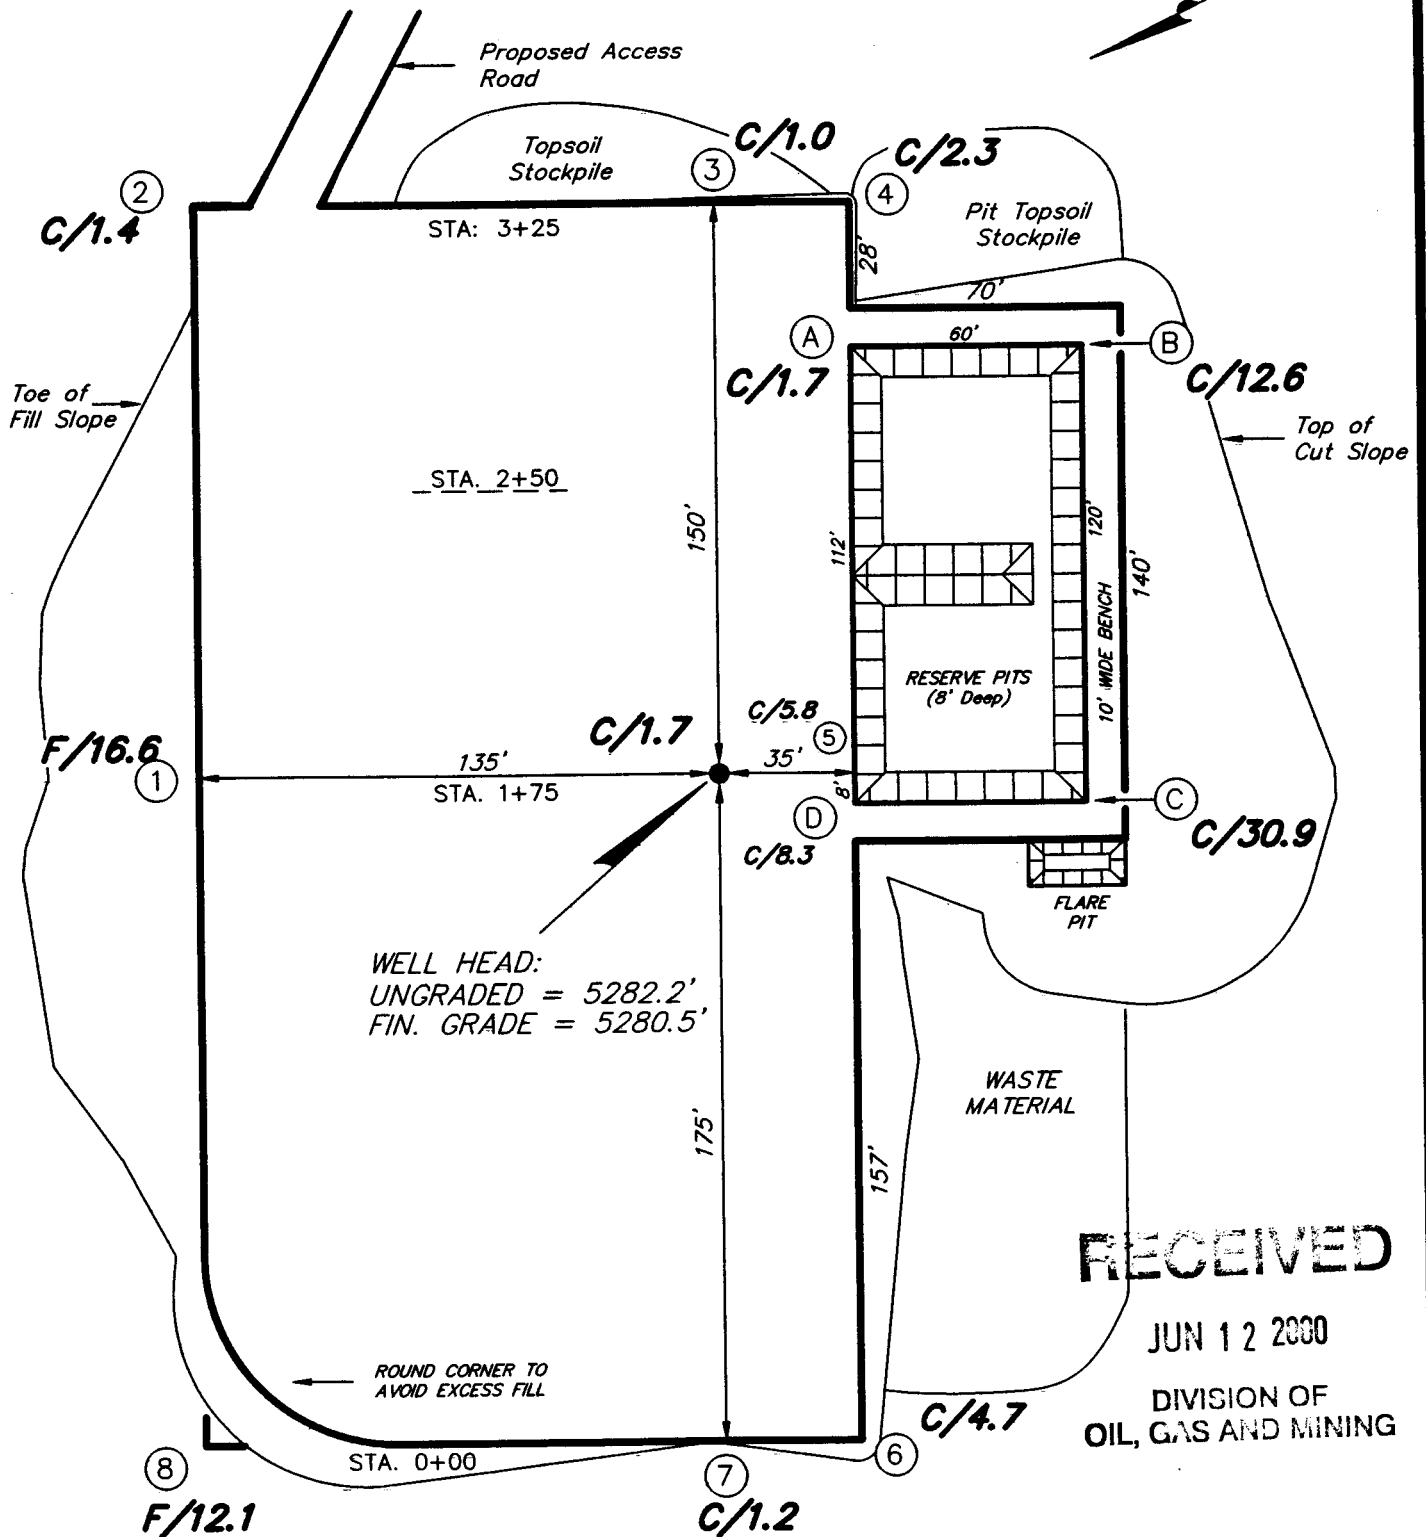 Proposed Access
Road
Topsoil
Stockpile
C/1.0
C/2.3
2
3
4
C/1.4
STA: 3+25
Pit Topsoil
Stockpile
28'
70'
A
60'
B
C/1.7
C/12.6
Toe of
Fill Slope
Top of
Cut Slope
STA. 2+50
150'
112'
120'
140'
10' WIDE BENCH
RESERVE PITS
(8' Deep)
C/5.8
F/16.6
C/1.7
5
1
135'
35'
STA. 1+75
8'
D
C
C/8.3
C/30.9
FLARE
PIT
WELL HEAD:
UNGRADED = 5282.2'
FIN. GRADE = 5280.5'
WASTE
MATERIAL
175'
157'
RECEIVED
JUN 12 2000
DIVISION OF
OIL, GAS AND MINING
ROUND CORNER TO
AVOID EXCESS FILL
C/4.7
STA. 0+00
6
8
7
F/12.1
C/1.2